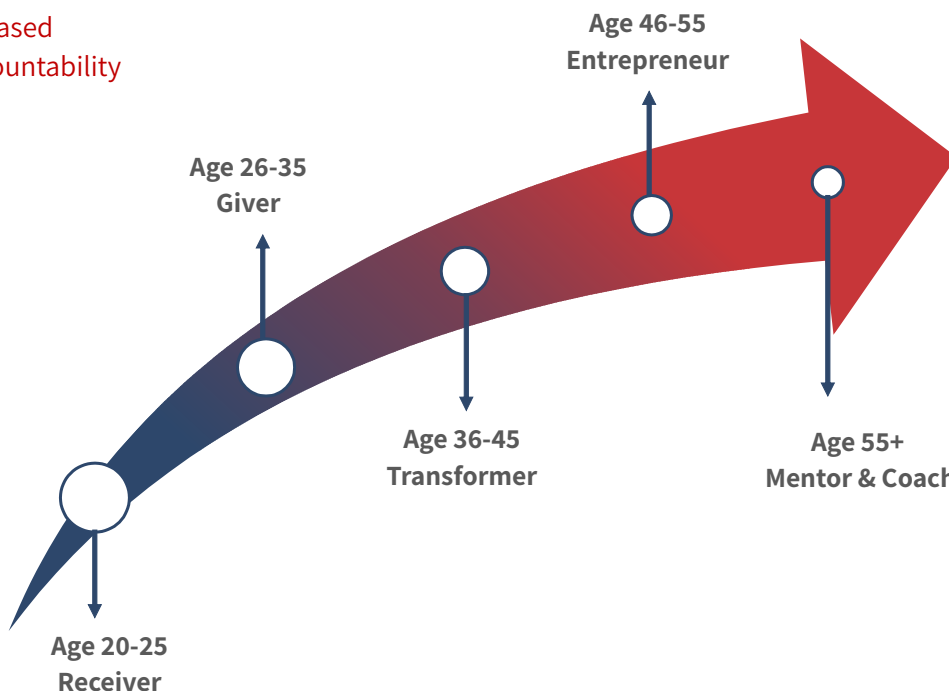 ased
ountability
Age 46-55
Entrepreneur
Age 26-35
Giver
Age 36-45
Transformer
Age 55+
Mentor & Coach
Age 20-25
Receiver